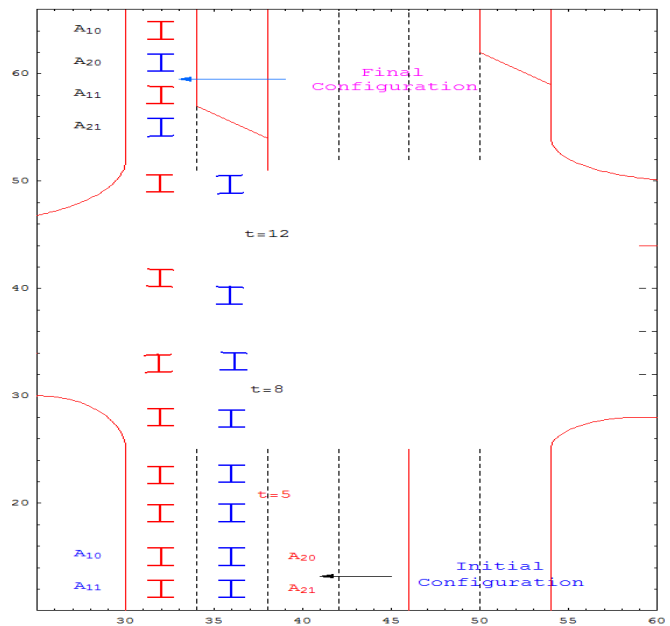 A10
60
A20
Final
Configuration
A11
A21
50
t=12
40
t=8
30
t=5
20
A10
A20
Initial
A11
A21
Configuration
30
35
40
45
50
55
60